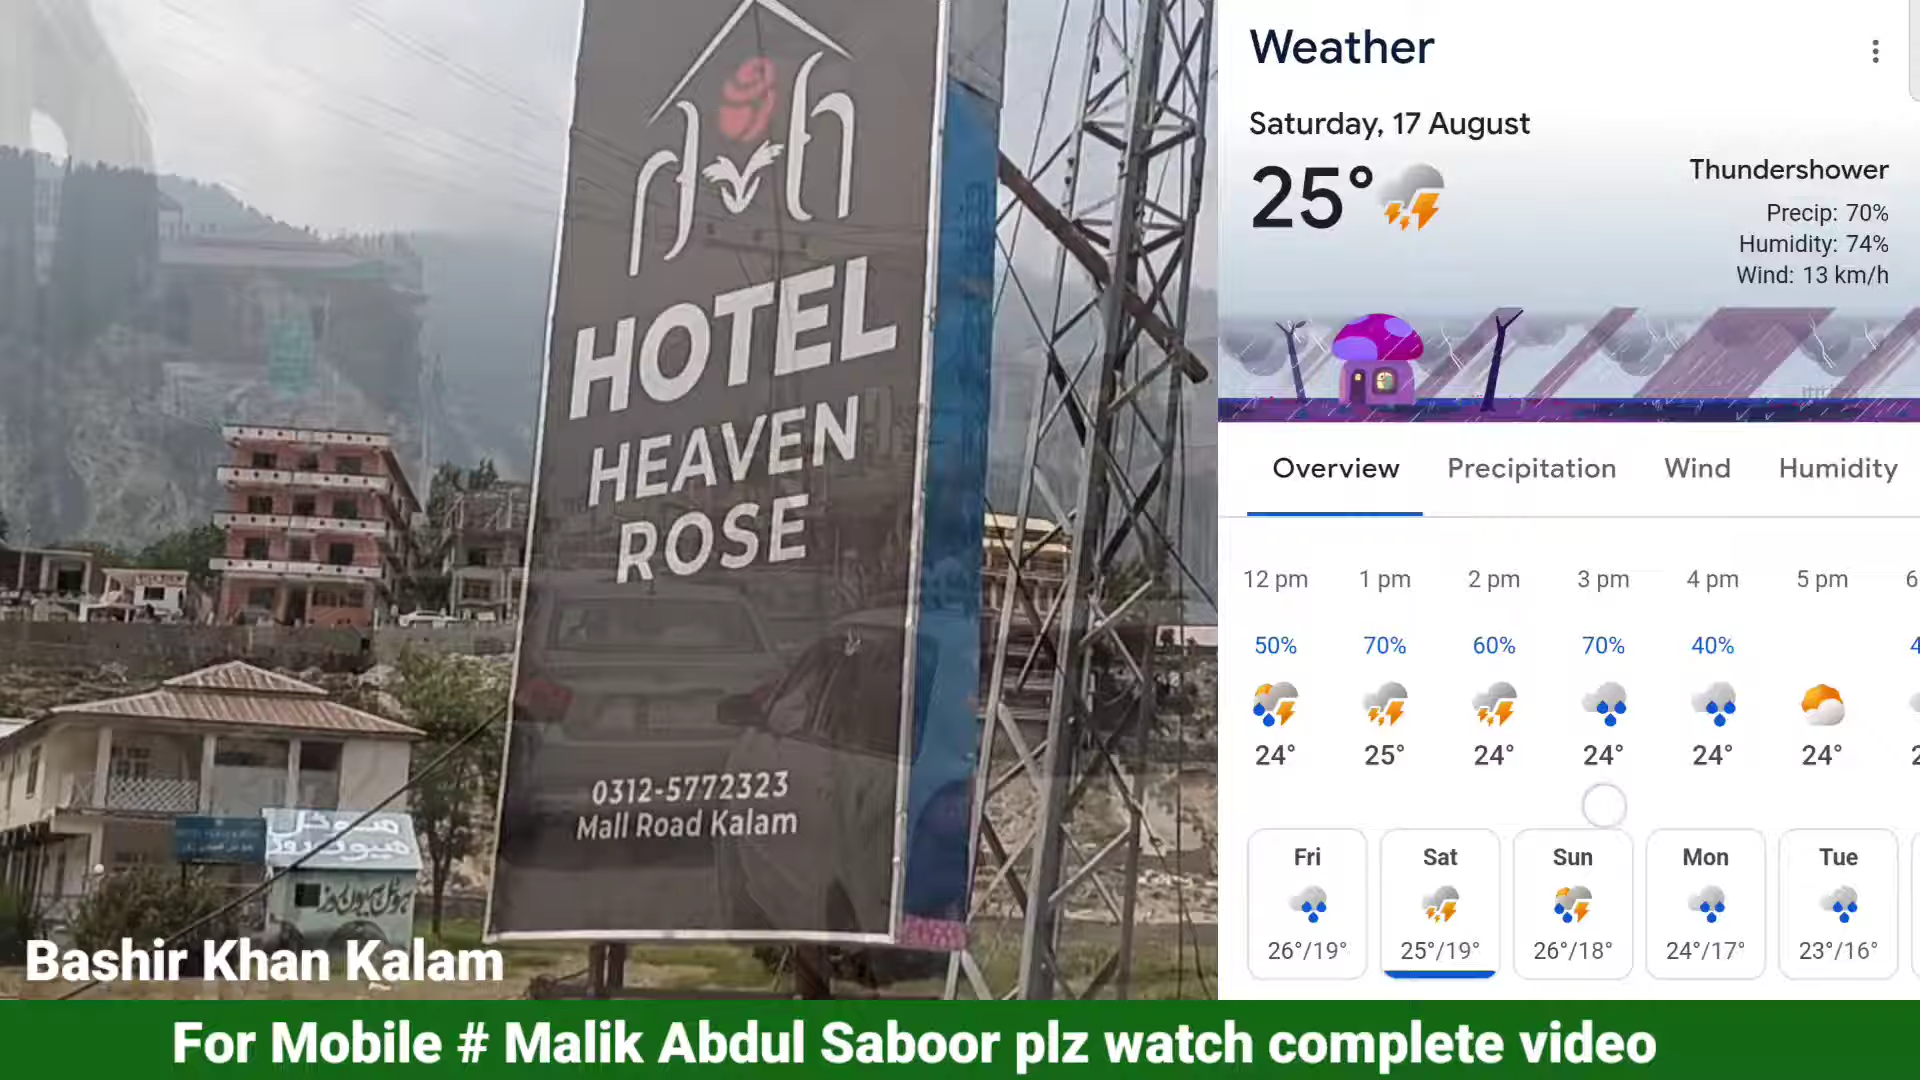 HOTEL
HEAVEN
ROSE
0312-5772323
Mall Road Kalam
Bashir Khan Kalam
Weather
Saturday, 17 August
25°
Thundershower
Precip: 70%
Humidity: 74%
Wind: 13 km/h
Overview Precipitation Wind Humidity
12 pm 1 pm 2 pm 3 pm 4 pm 5 pm
50% 70% 60% 70% 40%
24° 25° 24° 24° 24° 24°
Fri Sat Sun Mon Tue
26°/19° 25°/19° 26°/18° 24°/17° 23°/16°
For Mobile # Malik Abdul Saboor plz watch complete video